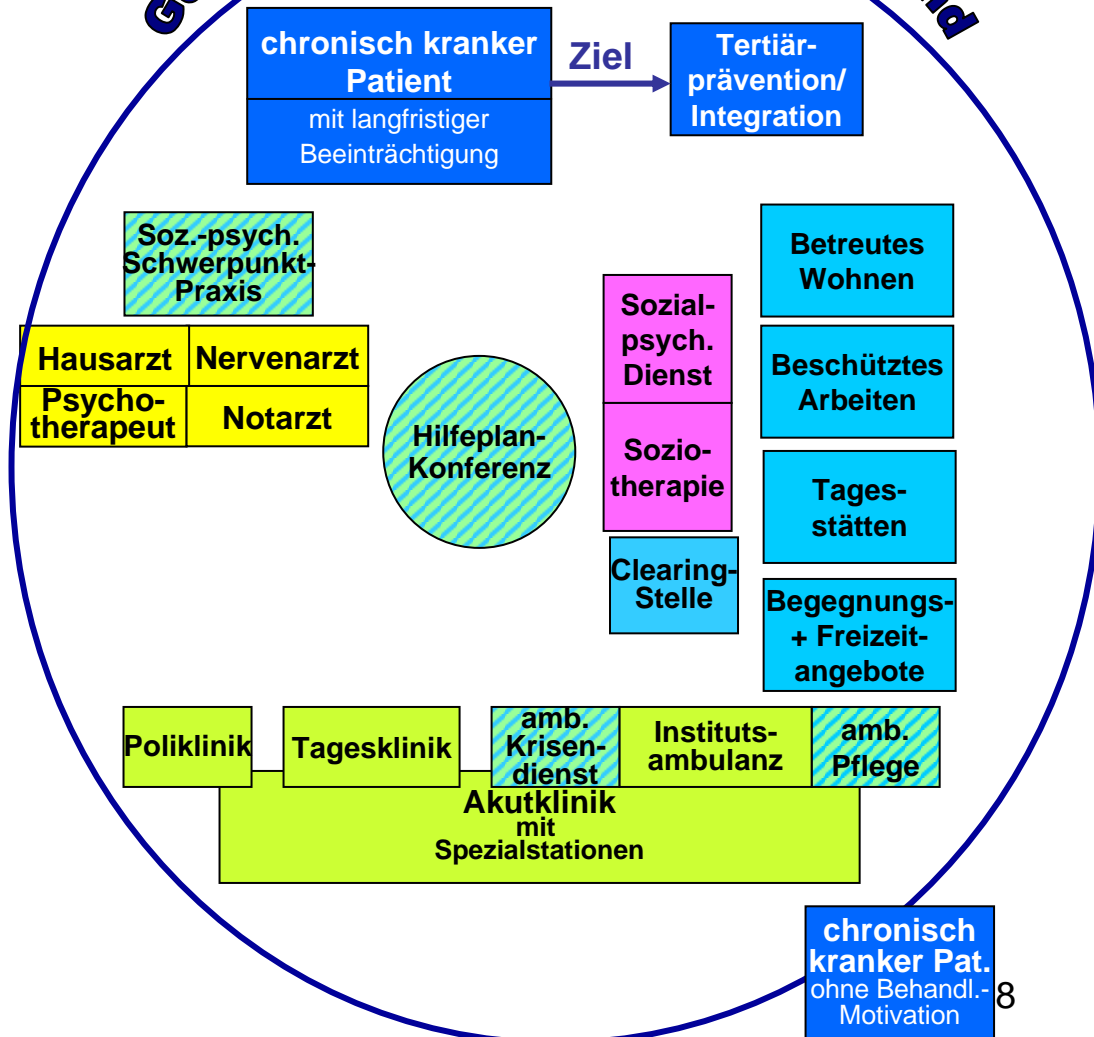 chronisch kranker
Patient
mit langfristiger
Beeinträchtigung
Ziel
Tertiär-
prävention/
Integration
Soz.-psych.
Schwerpunkt-
Praxis
Hausarzt
Nervenarzt
Psycho-
therapeut
Notarzt
Hilfeplan-
Konferenz
Sozial-
psych.
Dienst
Sozio-
therapie
Clearing-
Stelle
Betreutes
Wohnen
Beschütztes
Arbeiten
Tages-
stätten
Begegnungs-
+ Freizeit-
angebote
Poliklinik
Tagesklinik
amb.
Krisen-
dienst
Instituts-
ambulanz
amb.
Pflege
Akutklinik
mit
Spezialstationen
chronisch
kranker Pat.
ohne Behandl.-
Motivation
8